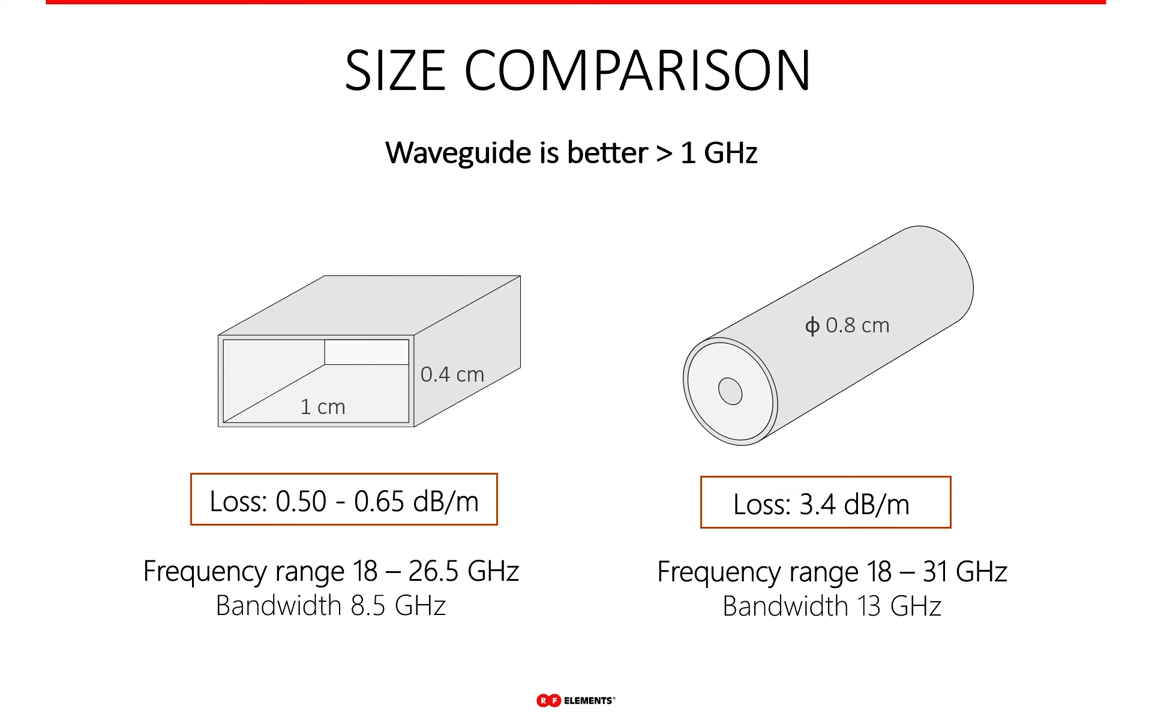 SIZE COMPARISON
Waveguide is better > 1 GHz
0.4 cm
1 cm
ϕ 0.8 cm
Loss: 0.50 - 0.65 dB/m
Loss: 3.4 dB/m
Frequency range 18 – 26.5 GHz
Bandwidth 8.5 GHz
Frequency range 18 – 31 GHz
Bandwidth 13 GHz
RF ELEMENTS®